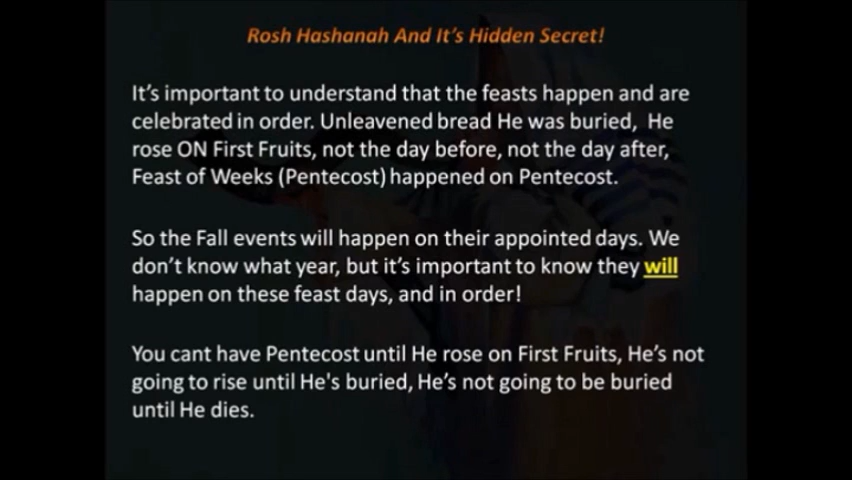 Rosh Hashanah And It's Hidden Secret!
It's important to understand that the feasts happen and are
celebrated in order. Unleavened bread He was buried, He
rose ON First Fruits, not the day before, not the day after,
Feast of Weeks (Pentecost) happened on Pentecost.
So the Fall events will happen on their appointed days. We
don't know what year, but it's important to know they will
happen on these feast days, and in order!
You cant have Pentecost until He rose on First Fruits, He's not
going to rise until He's buried, He's not going to be buried
until He dies.